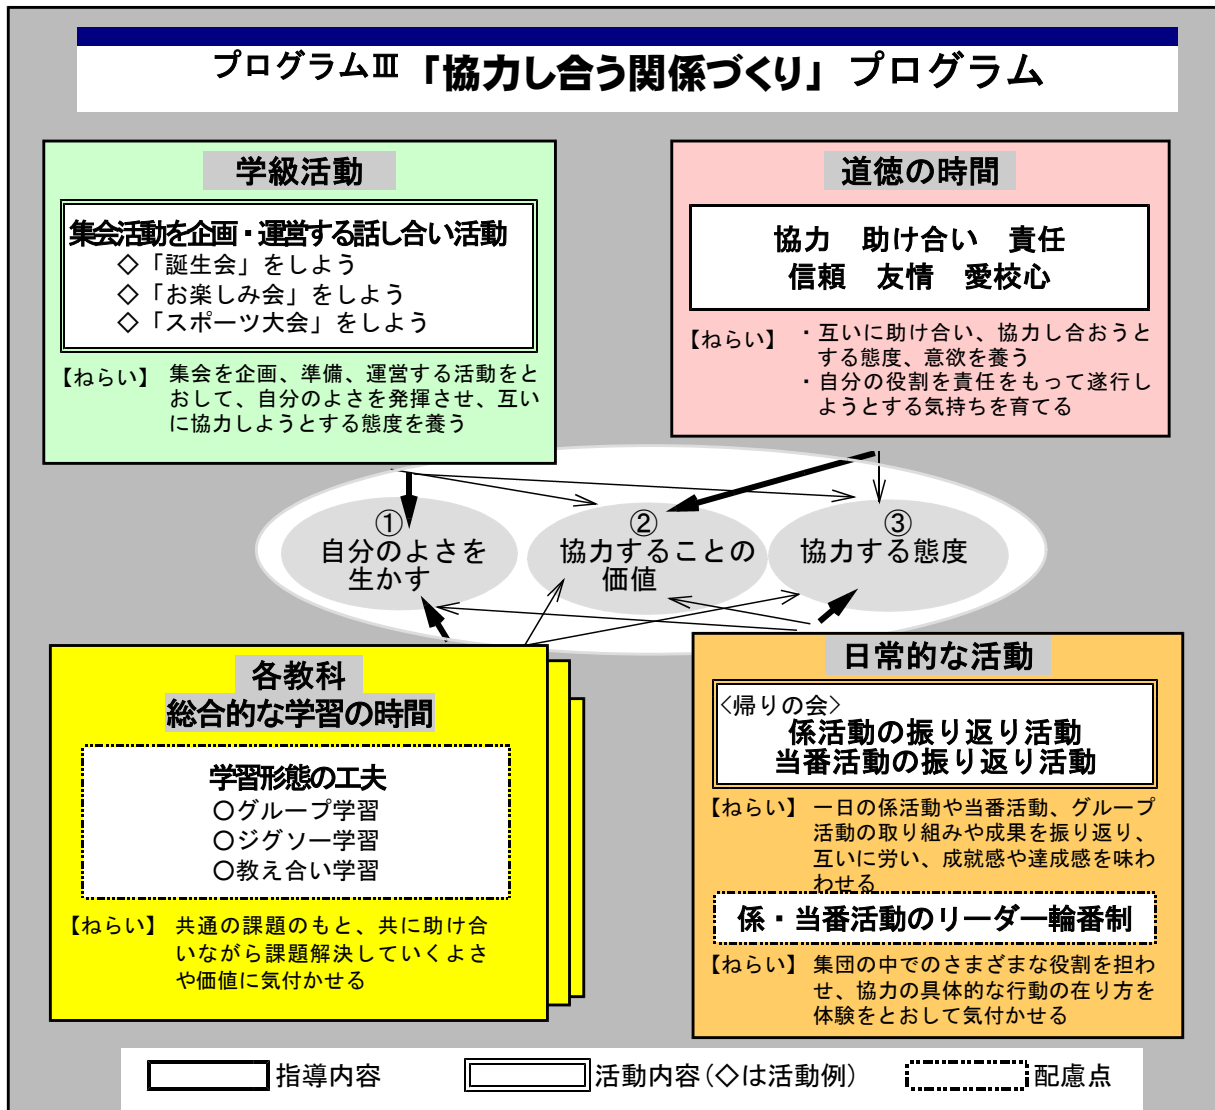 プログラムⅢ「協力し合う関係づくり」プログラム
学級活動
集会活動を企画・運営する話し合い活動
◇「誕生会」をしよう
◇「お楽しみ会」をしよう
◇「スポーツ大会」をしよう
【ねらい】 集会を企画、準備、運営する活動をと
おして、自分のよさを発揮させ、互い
に協力しようとする態度を養う
道徳の時間
協力 助け合い 責任
信頼 友情 愛校心
【ねらい】 ・互いに助け合い、協力し合おうと
する態度、意欲を養う
・自分の役割を責任をもって遂行し
ようとする気持ちを育てる
①
自分のよさを
生かす
②
協力することの
価値
③
協力する態度
各教科
総合的な学習の時間
学習形態の工夫
○グループ学習
○ジグソー学習
○教え合い学習
【ねらい】 共通の課題のもと、共に助け合
いながら課題解決していくよさ
や価値に気付かせる
日常的な活動
<帰りの会>
係活動の振り返り活動
当番活動の振り返り活動
【ねらい】 一日の係活動や当番活動、グループ
活動の取り組みや成果を振り返り、
互いに労い、成就感や達成感を味わ
わせる
係・当番活動のリーダー輪番制
【ねらい】 集団の中でのさまざまな役割を担わ
せ、協力の具体的な行動の在り方を
体験をとおして気付かせる
指導内容
活動内容(◇は活動例)
配慮点